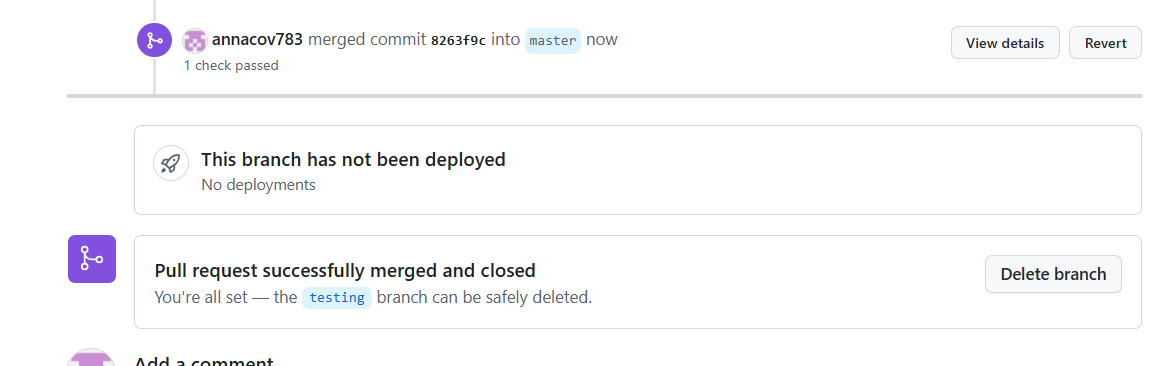 annacov783 merged commit 8263f9c into master now
View details
Revert
1 check passed
This branch has not been deployed
No deployments
Pull request successfully merged and closed
You're all set — the testing branch can be safely deleted.
Delete branch
Add a comment